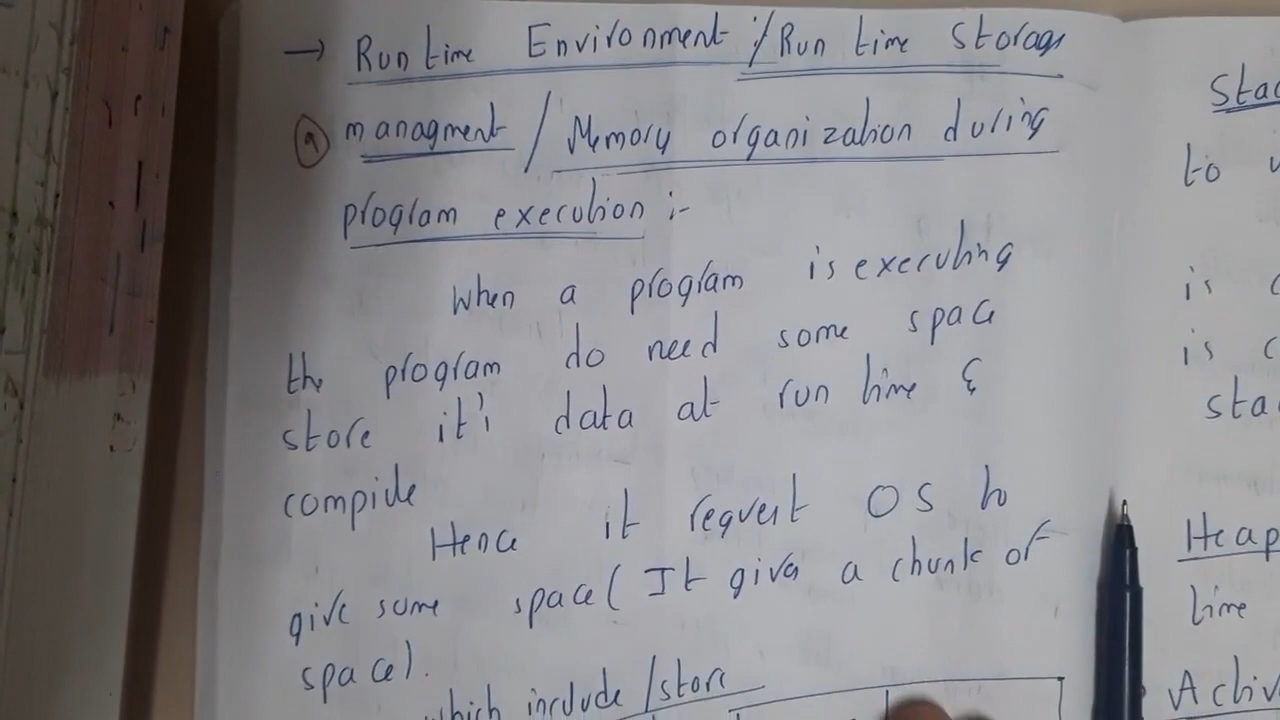 → Run time Environment / Run time Storage
(a) managment / Memory organization during
program execution :-
When a program is executing
the program do need some space
store it's data at run time &
compile
Hence it request OS to
give some space ( It gives a chunk of
space).
which include / store
Stac
to
is
is
sta
Heap
time
Activ